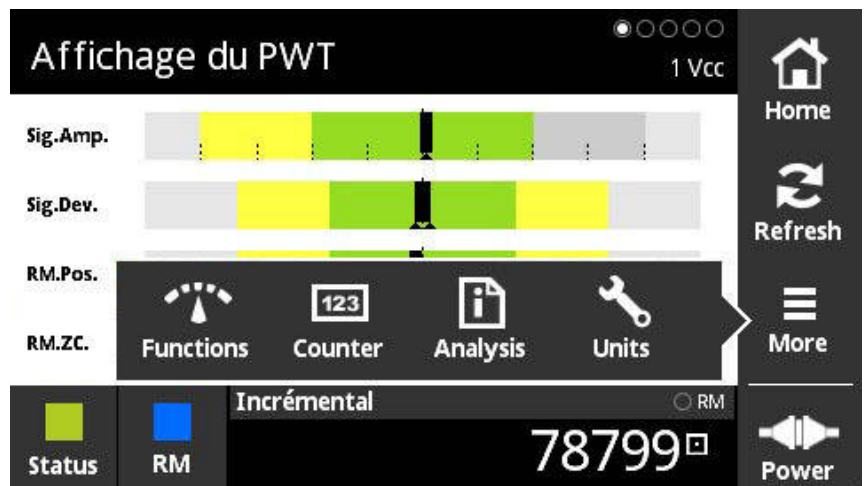 Affichage du PWT
1 Vcc
Home
Sig.Amp.
Sig.Dev.
Refresh
RM.Pos.
123
Functions
Counter
Analysis
Units
RM.ZC.
More
Incrémental
RM
78799
Status
RM
Power